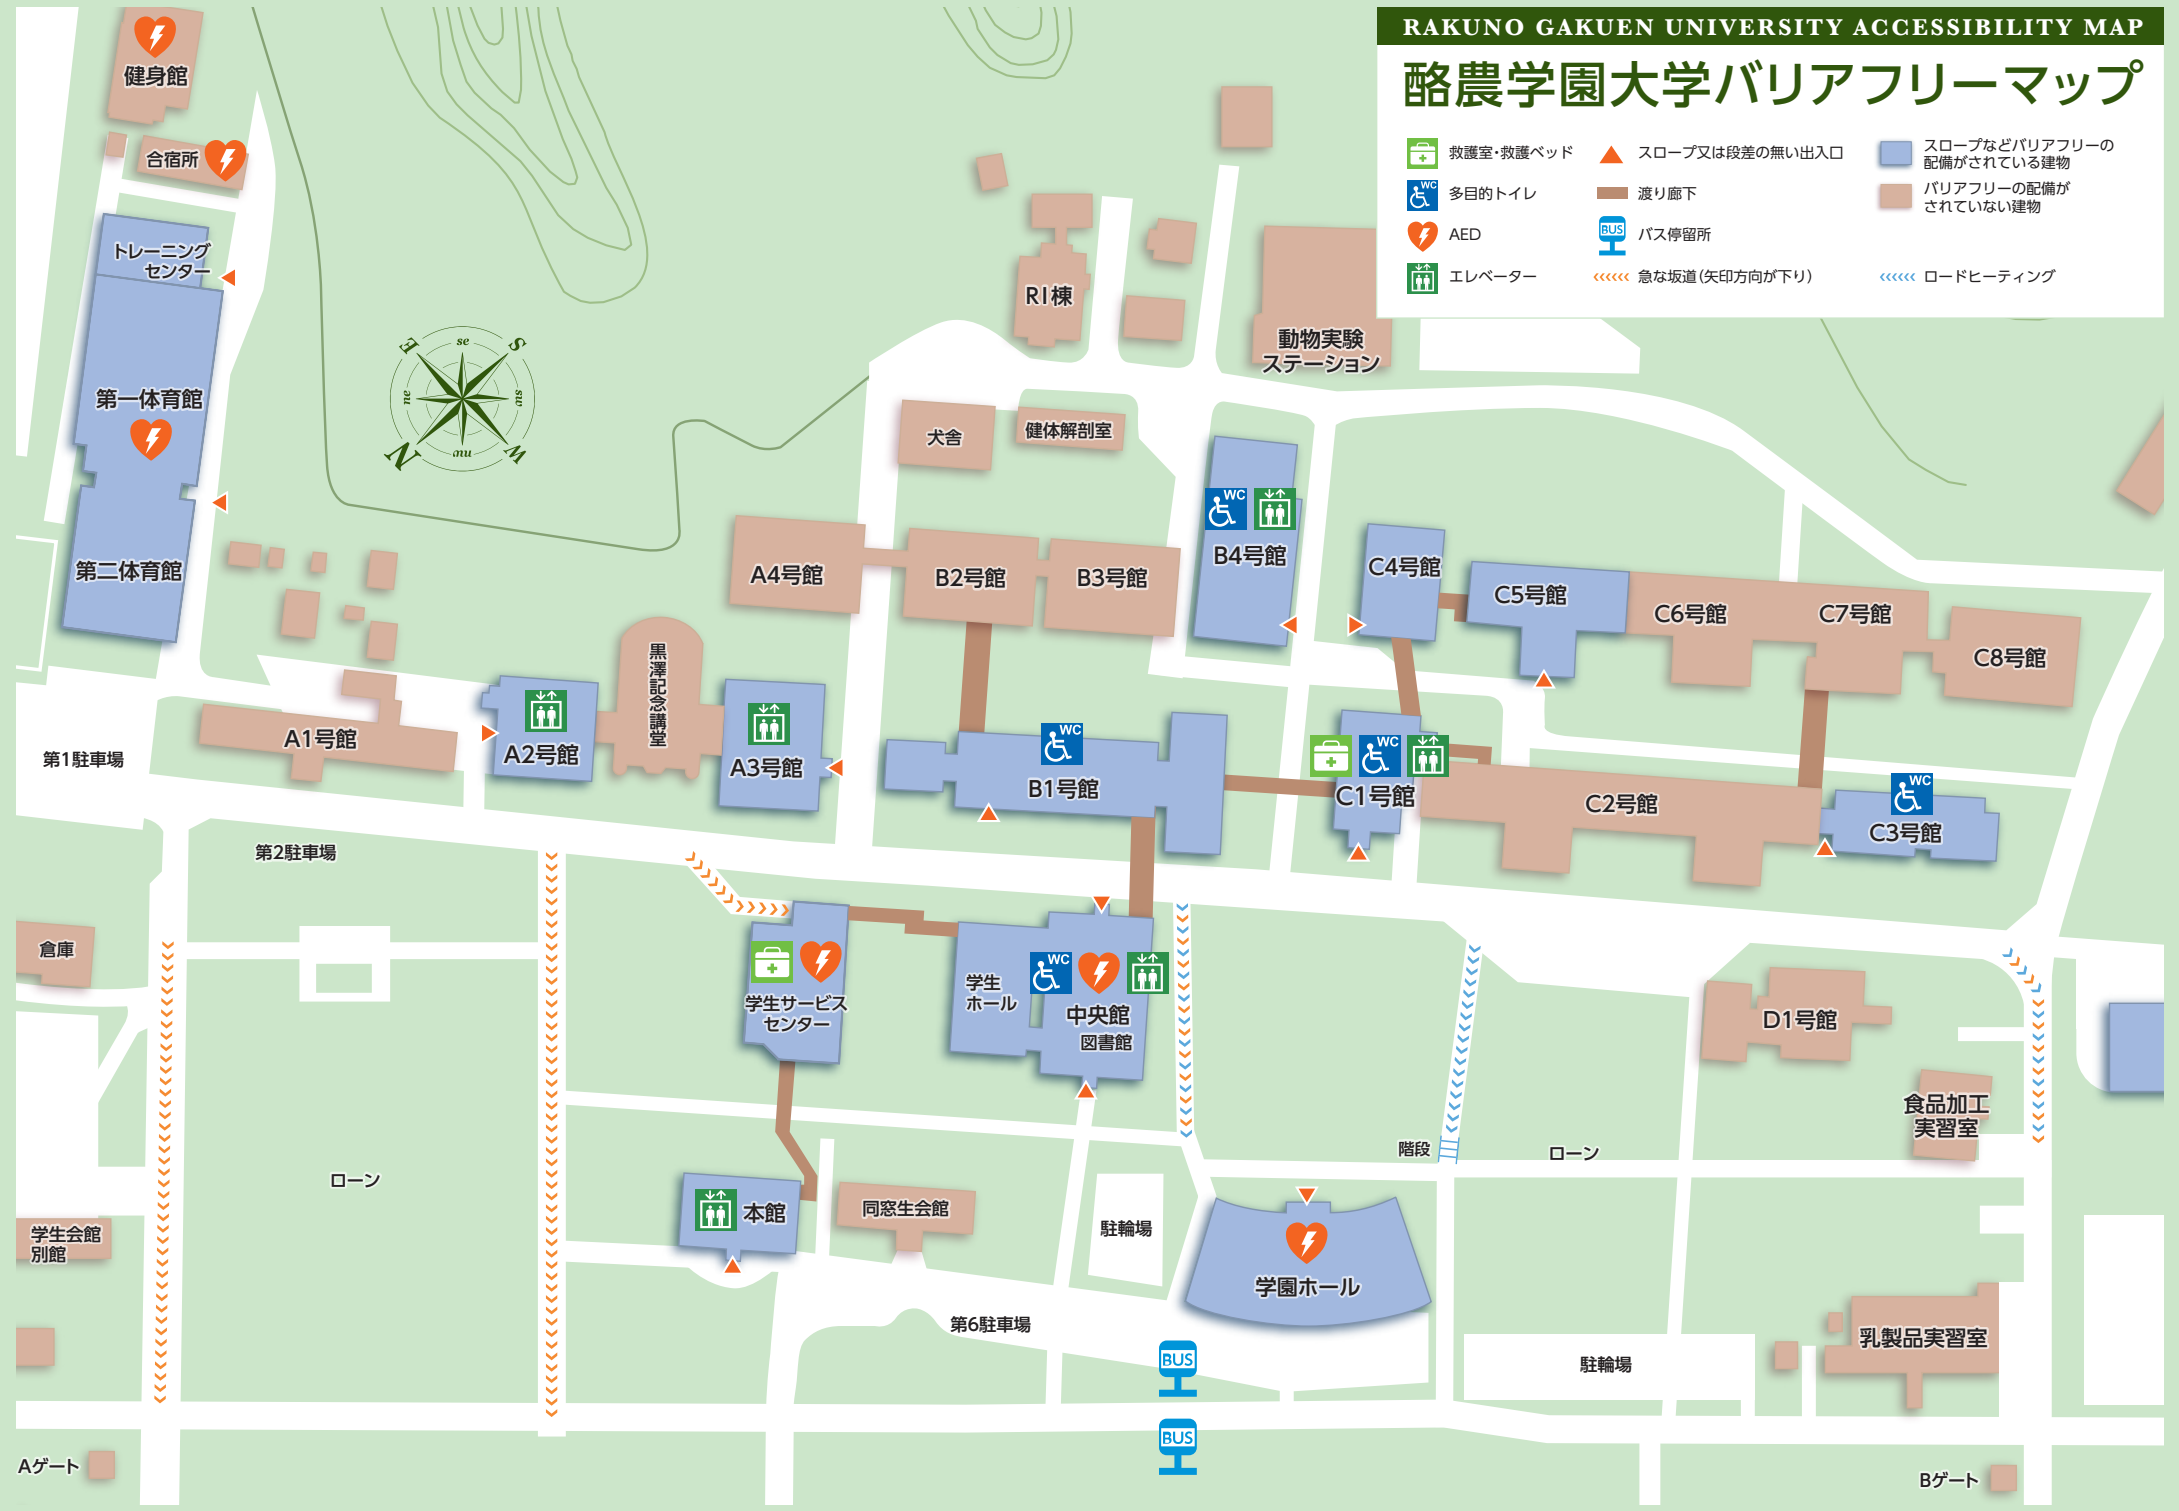 RAKUNO GAKUEN UNIVERSITY ACCESSIBILITY MAP
酪農学園大学バリアフリーマップ
救護室・救護ベッド
スロープ又は段差の無い出入口
スロープなどバリアフリーの
配備がされている建物
WC
多目的トイレ
渡り廊下
バリアフリーの配備が
されていない建物
AED
BUS
バス停留所
エレベーター
急な坂道(矢印方向が下り)
ロードヒーティング
健身館
合宿所
トレーニング
センター
第一体育館
第二体育館
E
se
S
ne
sw
N
nw
W
RI棟
動物実験
ステーション
犬舎
健体解剖室
WC
B4号館
A4号館
B2号館
B3号館
C4号館
C5号館
C6号館
C7号館
C8号館
黒澤記念講堂
第1駐車場
A1号館
A2号館
A3号館
WC
B1号館
WC
C1号館
C2号館
WC
C3号館
第2駐車場
倉庫
学生サービス
センター
学生
ホール
WC
中央館
図書館
D1号館
食品加工
実習室
階段
ローン
ローン
学生会館
別館
本館
同窓生会館
駐輪場
学園ホール
第6駐車場
BUS
駐輪場
乳製品実習室
BUS
Aゲート
Bゲート